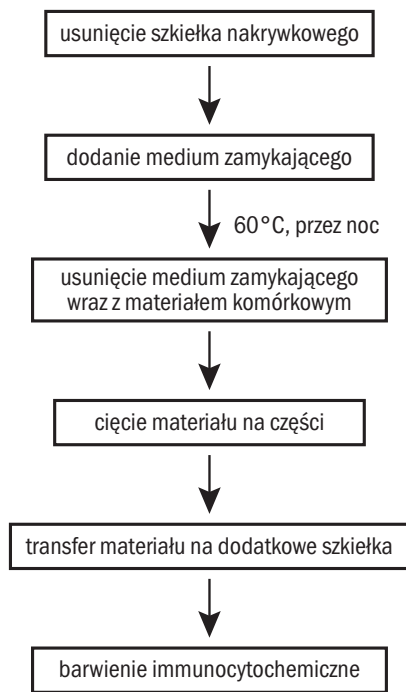 usunięcie szkiełka nakrywkowego
dodanie medium zamykającego
60°C, przez noc
usunięcie medium zamykającego
wraz z materiałem komórkowym
cięcie materiału na części
transfer materiału na dodatkowe szkiełka
barwienie immunocytochemiczne